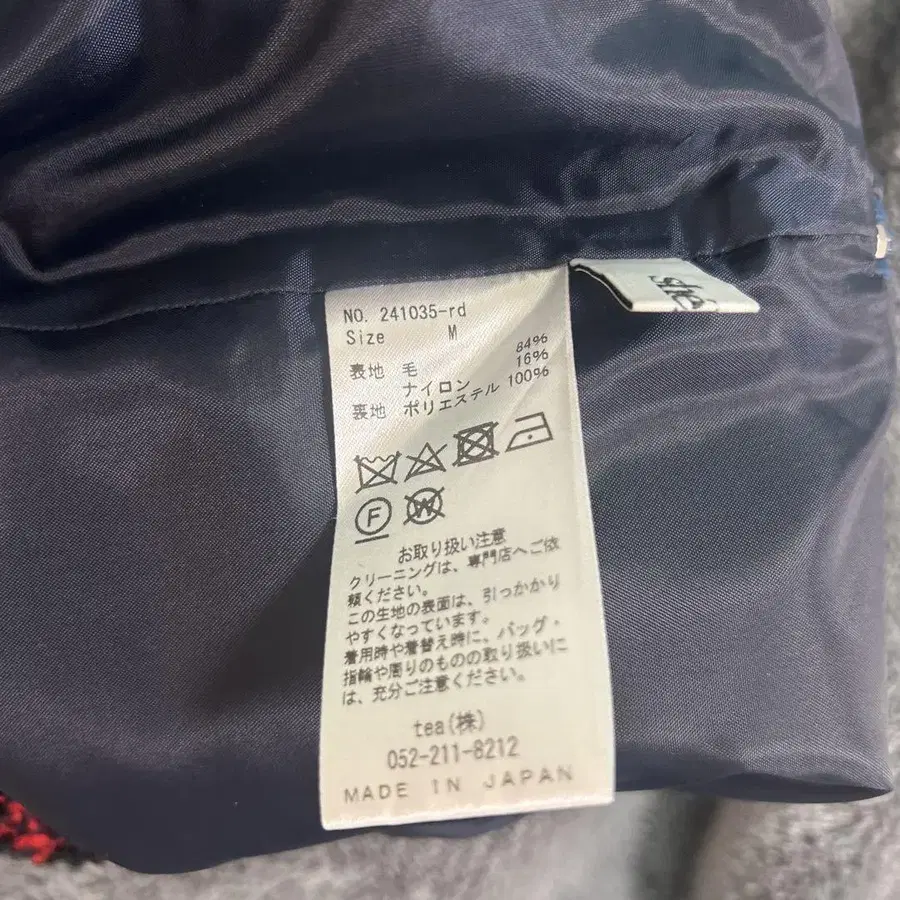 NO. 241035-rd
Size M
表地 毛 84%
ナイロン 16%
裏地 ポリエステル 100%
F
W
お取り扱い注意
クリーニングは、専門店へご依
頼ください。
この生地の表面は、引っかかり
やすくなっています。
着用時や着替え時に、バッグ・
指輪や周りのものの取り扱いに
は、充分ご注意ください。
tea(株)
052-211-8212
MADE IN JAPAN